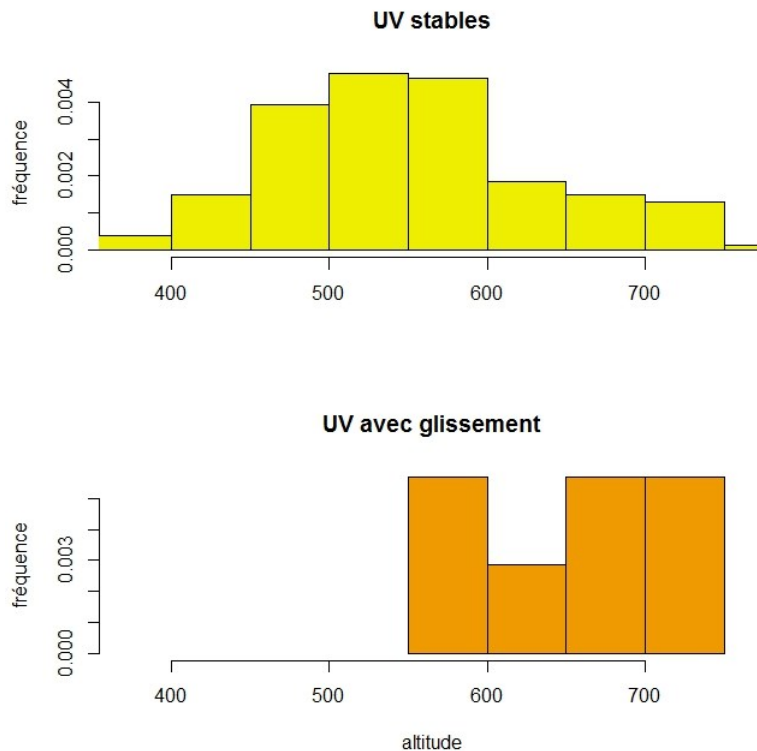 UV stables
fréquence
0.004
0.002
0.000
400 500 600 700
UV avec glissement
fréquence
0.003
0.000
400 500 600 700
altitude